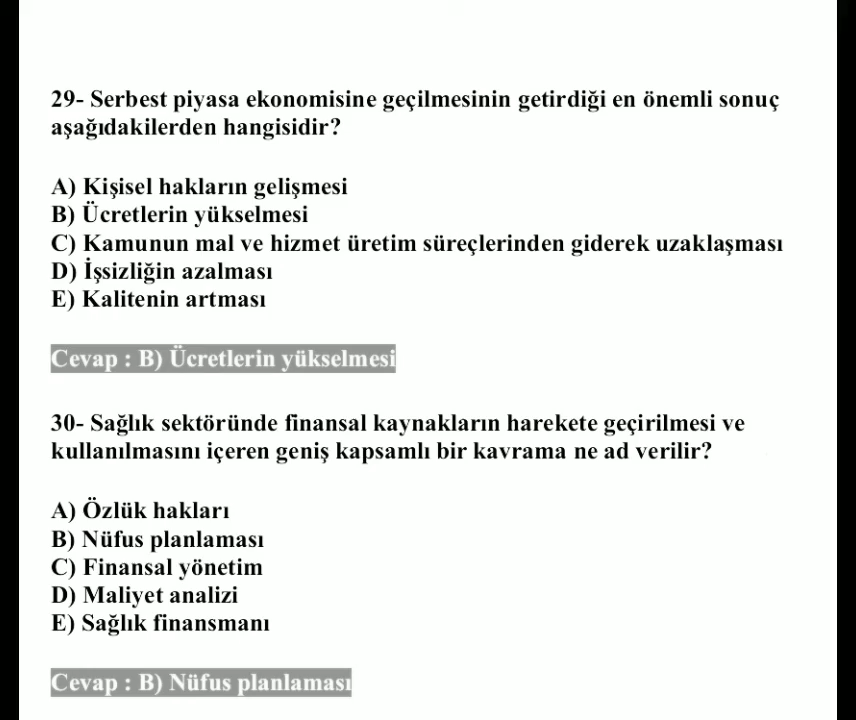 29- Serbest piyasa ekonomisine geçilmesinin getirdiği en önemli sonuç
aşağıdakilerden hangisidir?
A) Kişisel hakların gelişmesi
B) Ücretlerin yükselmesi
C) Kamunun mal ve hizmet üretim süreçlerinden giderek uzaklaşması
D) İşsizliğin azalması
E) Kalitenin artması
Cevap : B) Ücretlerin yükselmesi
30- Sağlık sektöründe finansal kaynakların harekete geçirilmesi ve
kullanılmasını içeren geniş kapsamlı bir kavrama ne ad verilir?
A) Özlük hakları
B) Nüfus planlaması
C) Finansal yönetim
D) Maliyet analizi
E) Sağlık finansmanı
Cevap : B) Nüfus planlaması